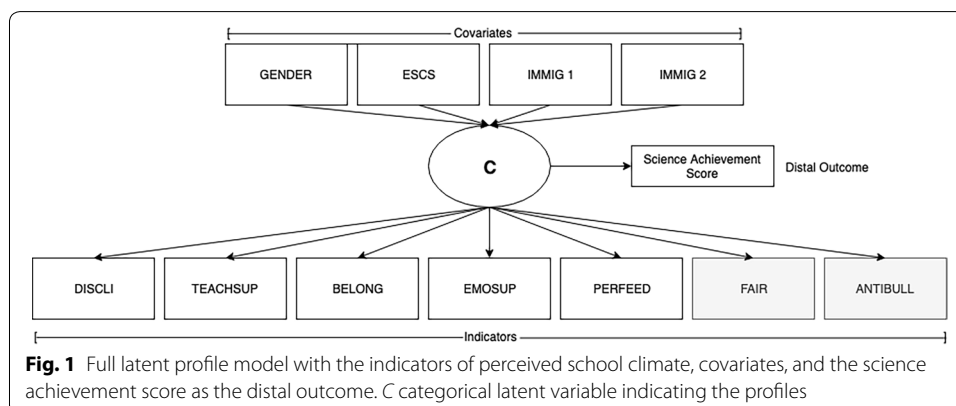 Covariates
GENDER
ESCS
IMMIG 1
IMMIG 2
C
Science Achievement
Score
Distal Outcome
DISCLI
TEACHSUP
BELONG
EMOSUP
PERFEED
FAIR
ANTIBULL
Indicators
Fig. 1 Full latent profile model with the indicators of perceived school climate, covariates, and the science
achievement score as the distal outcome. C categorical latent variable indicating the profiles